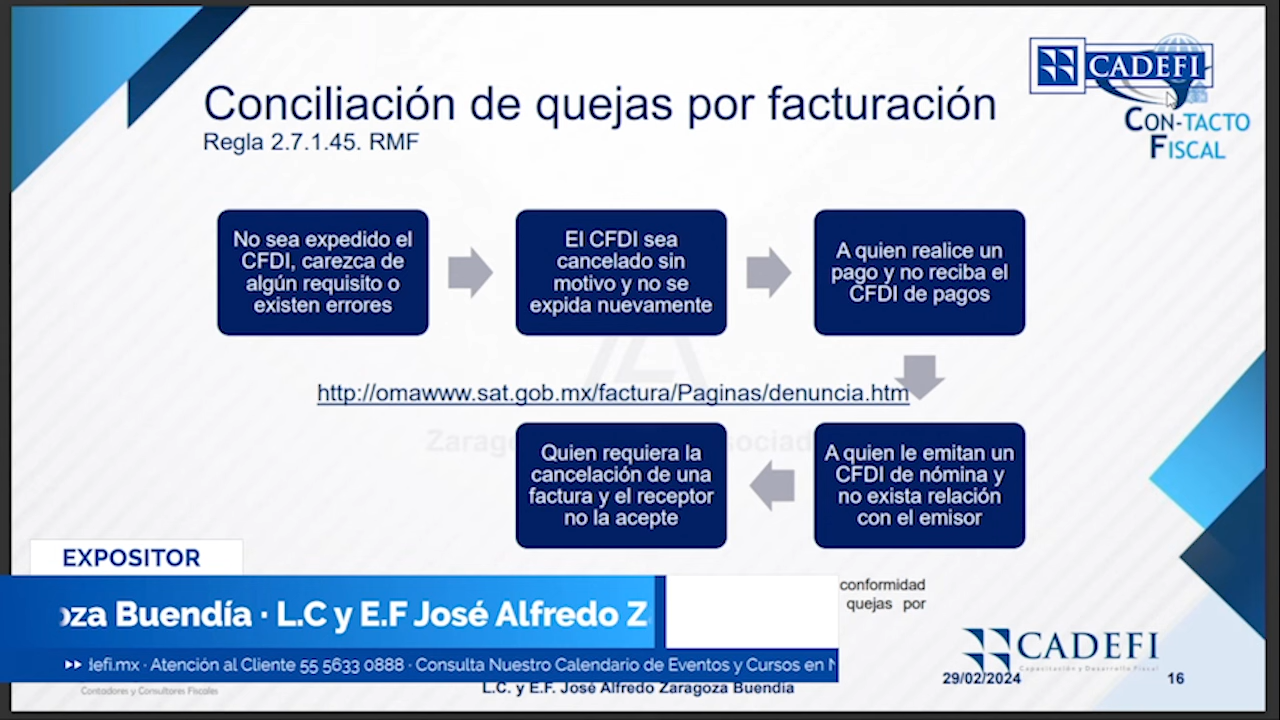 CADEFI
CON-TACTO
FISCAL
Conciliación de quejas por facturación
Regla 2.7.1.45. RMF
No sea expedido el
CFDI, carezca de
algún requisito o
existen errores
El CFDI sea
cancelado sin
motivo y no se
expida nuevamente
A quien realice un
pago y no reciba el
CFDI de pagos
http://omawww.sat.gob.mx/factura/Paginas/denuncia.htm
Quien requiera la
cancelación de una
factura y el receptor
no la acepte
A quien le emitan un
CFDI de nómina y
no exista relación
con el emisor
EXPOSITOR
conformidad
quejas por
oza Buendía · L.C y E.F José Alfredo Z
defi.mx · Atención al Cliente 55 5633 0888 · Consulta Nuestro Calendario de Eventos y Cursos en
CADEFI
Capacitación y Desarrollo Fiscal
Contadores y Consultores Fiscales
L.C. y E.F. José Alfredo Zaragoza Buendía
29/02/2024
16